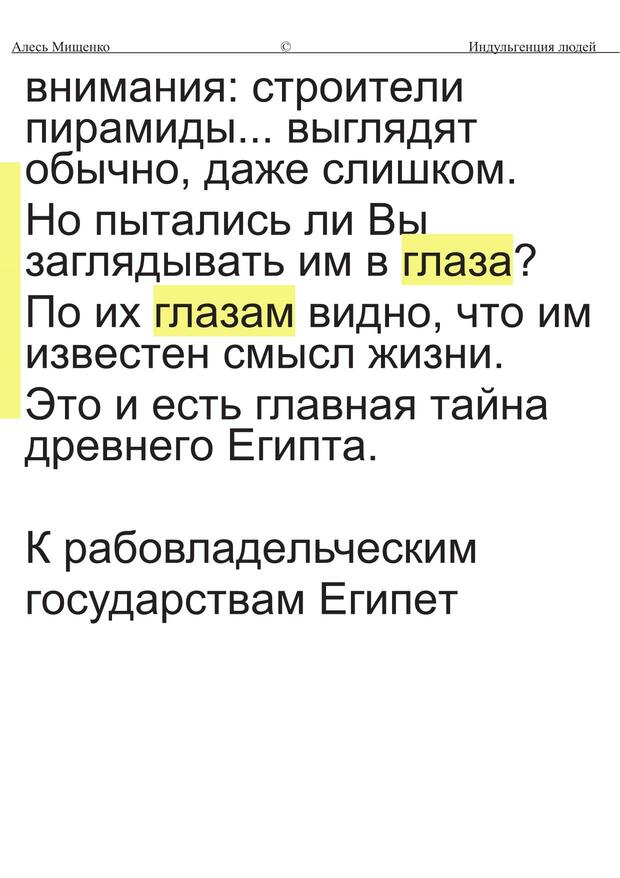 Алесь Мищенко © Индульгенция людей
внимания: строители
пирамиды... выглядят
обычно, даже слишком.
Но пытались ли Вы
заглядывать им в глаза?
По их глазам видно, что им
известен смысл жизни.
Это и есть главная тайна
древнего Египта.
К рабовладельческим
государствам Египет